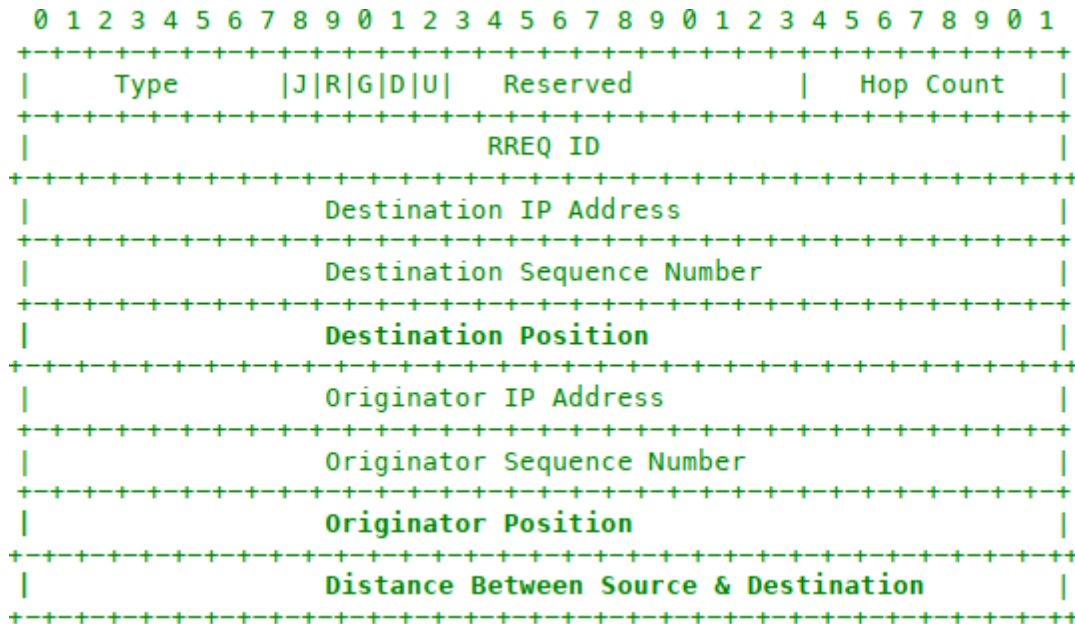 0 1 2 3 4 5 6 7 8 9 0 1 2 3 4 5 6 7 8 9 0 1 2 3 4 5 6 7 8 9 0 1
+-+-+-+-+-+-+-+-+-+-+-+-+-+-+-+-+-+-+-+-+-+-+-+-+-+-+-+-+-+-+-+-+
| Type |J|R|G|D|U| Reserved | Hop Count |
+-+-+-+-+-+-+-+-+-+-+-+-+-+-+-+-+-+-+-+-+-+-+-+-+-+-+-+-+-+-+-+-+
| RREQ ID |
+-+-+-+-+-+-+-+-+-+-+-+-+-+-+-+-+-+-+-+-+-+-+-+-+-+-+-+-+-+-+-++
| Destination IP Address |
+-+-+-+-+-+-+-+-+-+-+-+-+-+-+-+-+-+-+-+-+-+-+-+-+-+-+-+-+-+-+-+-+
| Destination Sequence Number |
+-+-+-+-+-+-+-+-+-+-+-+-+-+-+-+-+-+-+-+-+-+-+-+-+-+-+-+-+-+-+-+-+
| Destination Position |
+-+-+-+-+-+-+-+-+-+-+-+-+-+-+-+-+-+-+-+-+-+-+-+-+-+-+-+-+-+-+-++
| Originator IP Address |
+-+-+-+-+-+-+-+-+-+-+-+-+-+-+-+-+-+-+-+-+-+-+-+-+-+-+-+-+-+-+-+-+
| Originator Sequence Number |
+-+-+-+-+-+-+-+-+-+-+-+-+-+-+-+-+-+-+-+-+-+-+-+-+-+-+-+-+-+-+-+-+
| Originator Position |
+-+-+-+-+-+-+-+-+-+-+-+-+-+-+-+-+-+-+-+-+-+-+-+-+-+-+-+-+-+-+-++
| Distance Between Source & Destination |
+-+-+-+-+-+-+-+-+-+-+-+-+-+-+-+-+-+-+-+-+-+-+-+-+-+-+-+-+-+-+-++